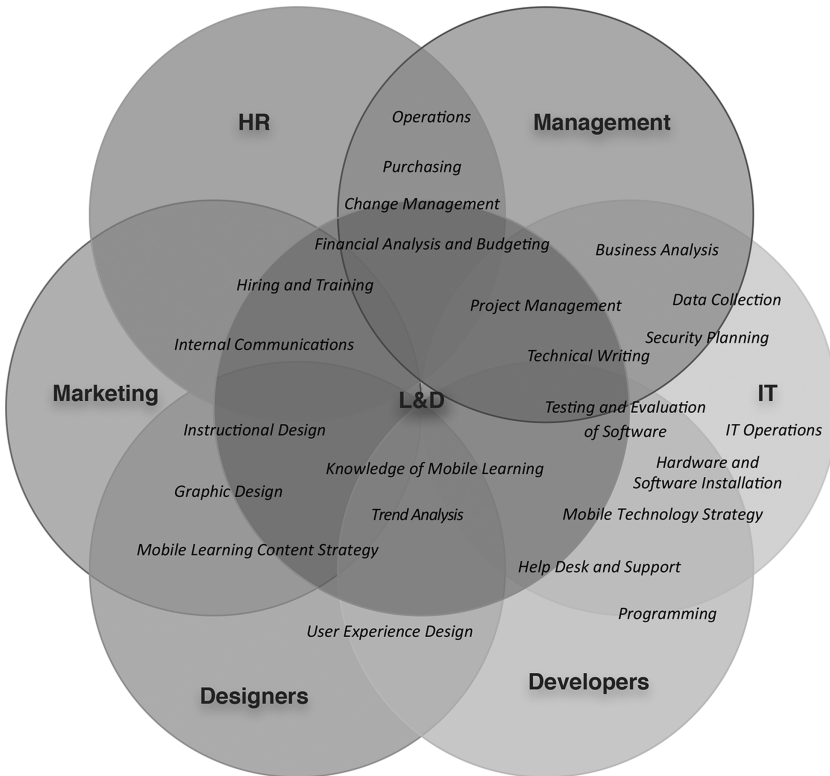 HR
Management
Operations
Purchasing
Change Management
Financial Analysis and Budgeting
Business Analysis
Hiring and Training
Project Management
Data Collection
Security Planning
Internal Communications
Technical Writing
Marketing
L&D
IT
Testing and Evaluation
of Software
Instructional Design
IT Operations
Knowledge of Mobile Learning
Hardware and
Software Installation
Graphic Design
Trend Analysis
Mobile Technology Strategy
Mobile Learning Content Strategy
Help Desk and Support
Programming
User Experience Design
Designers
Developers